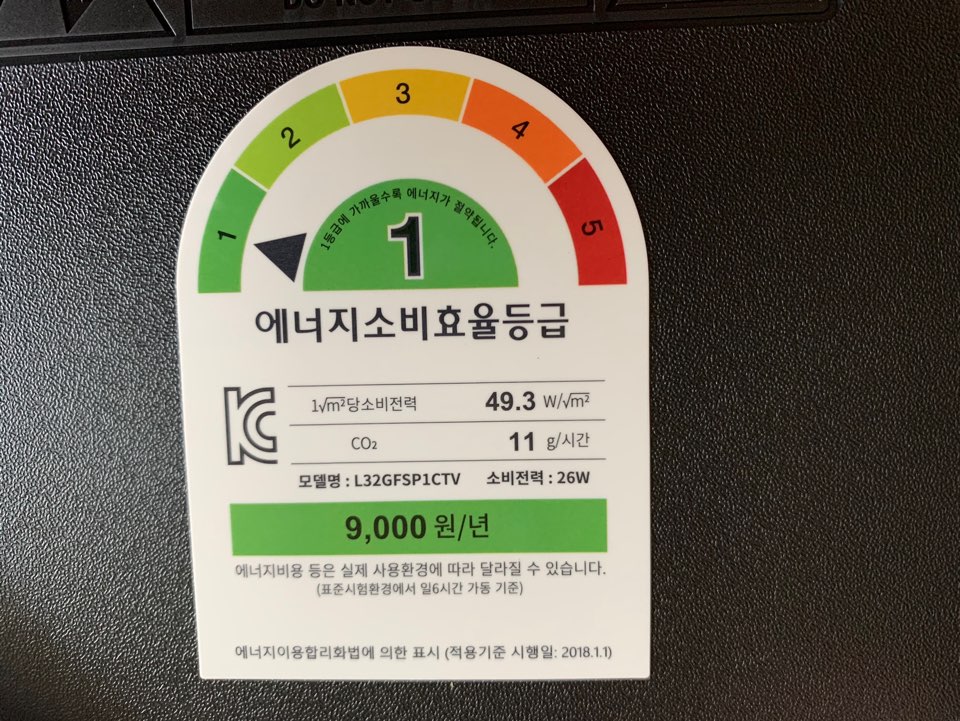 DO NOT
1 2 3 4 5
1등급에 가까울수록 에너지가 절약됩니다.
1
에너지소비효율등급
1√m²당소비전력 49.3 W/√m²
CO₂ 11 g/시간
모델명 : L32GFSP1CTV 소비전력 : 26W
9,000 원/년
에너지비용 등은 실제 사용환경에 따라 달라질 수 있습니다.
(표준시험환경에서 일6시간 가동 기준)
에너지이용합리화법에 의한 표시 (적용기준 시행일: 2018.1.1)